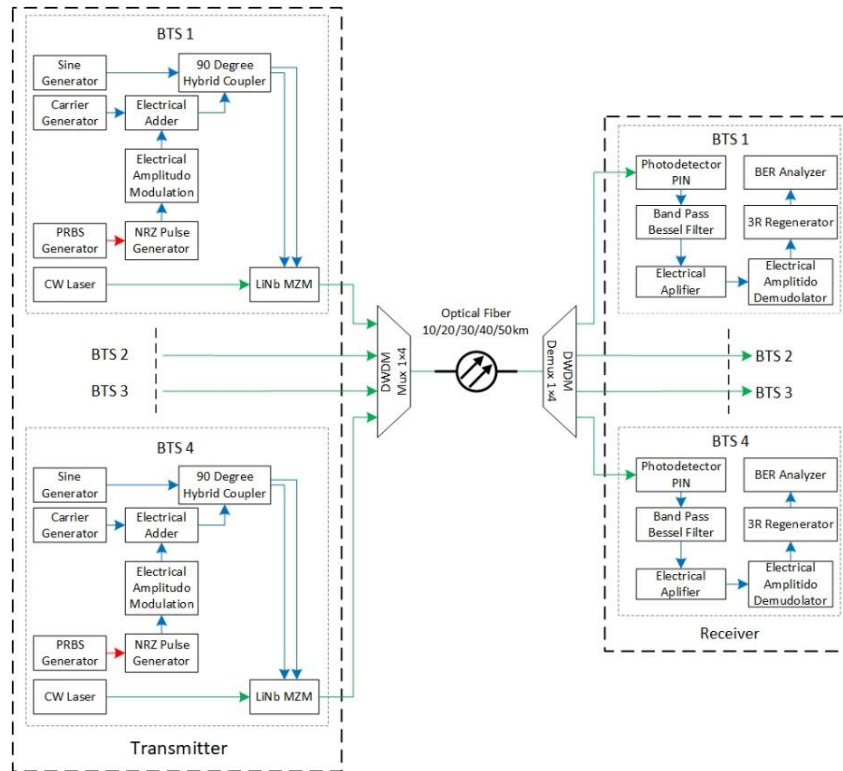 BTS 1
Sine
Generator
90 Degree
Hybrid Coupler
Carrier
Generator
Electrical
Adder
Electrical
Amplitudo
Modulation
PRBS
Generator
NRZ Pulse
Generator
CW Laser
LiNb MZM
BTS 2
BTS 3
BTS 4
Sine
Generator
90 Degree
Hybrid Coupler
Carrier
Generator
Electrical
Adder
Electrical
Amplitudo
Modulation
PRBS
Generator
NRZ Pulse
Generator
CW Laser
LiNb MZM
Transmitter
DWDM
Mux 1×4
Optical Fiber
10/20/30/40/50km
DWDM
Demux 1×4
BTS 1
Photodetector
PIN
BER Analyzer
Band Pass
Bessel Filter
3R Regenerator
Electrical
Aplifier
Electrical
Amplitido
Demudolator
BTS 2
BTS 3
BTS 4
Photodetector
PIN
BER Analyzer
Band Pass
Bessel Filter
3R Regenerator
Electrical
Aplifier
Electrical
Amplitido
Demudolator
Receiver